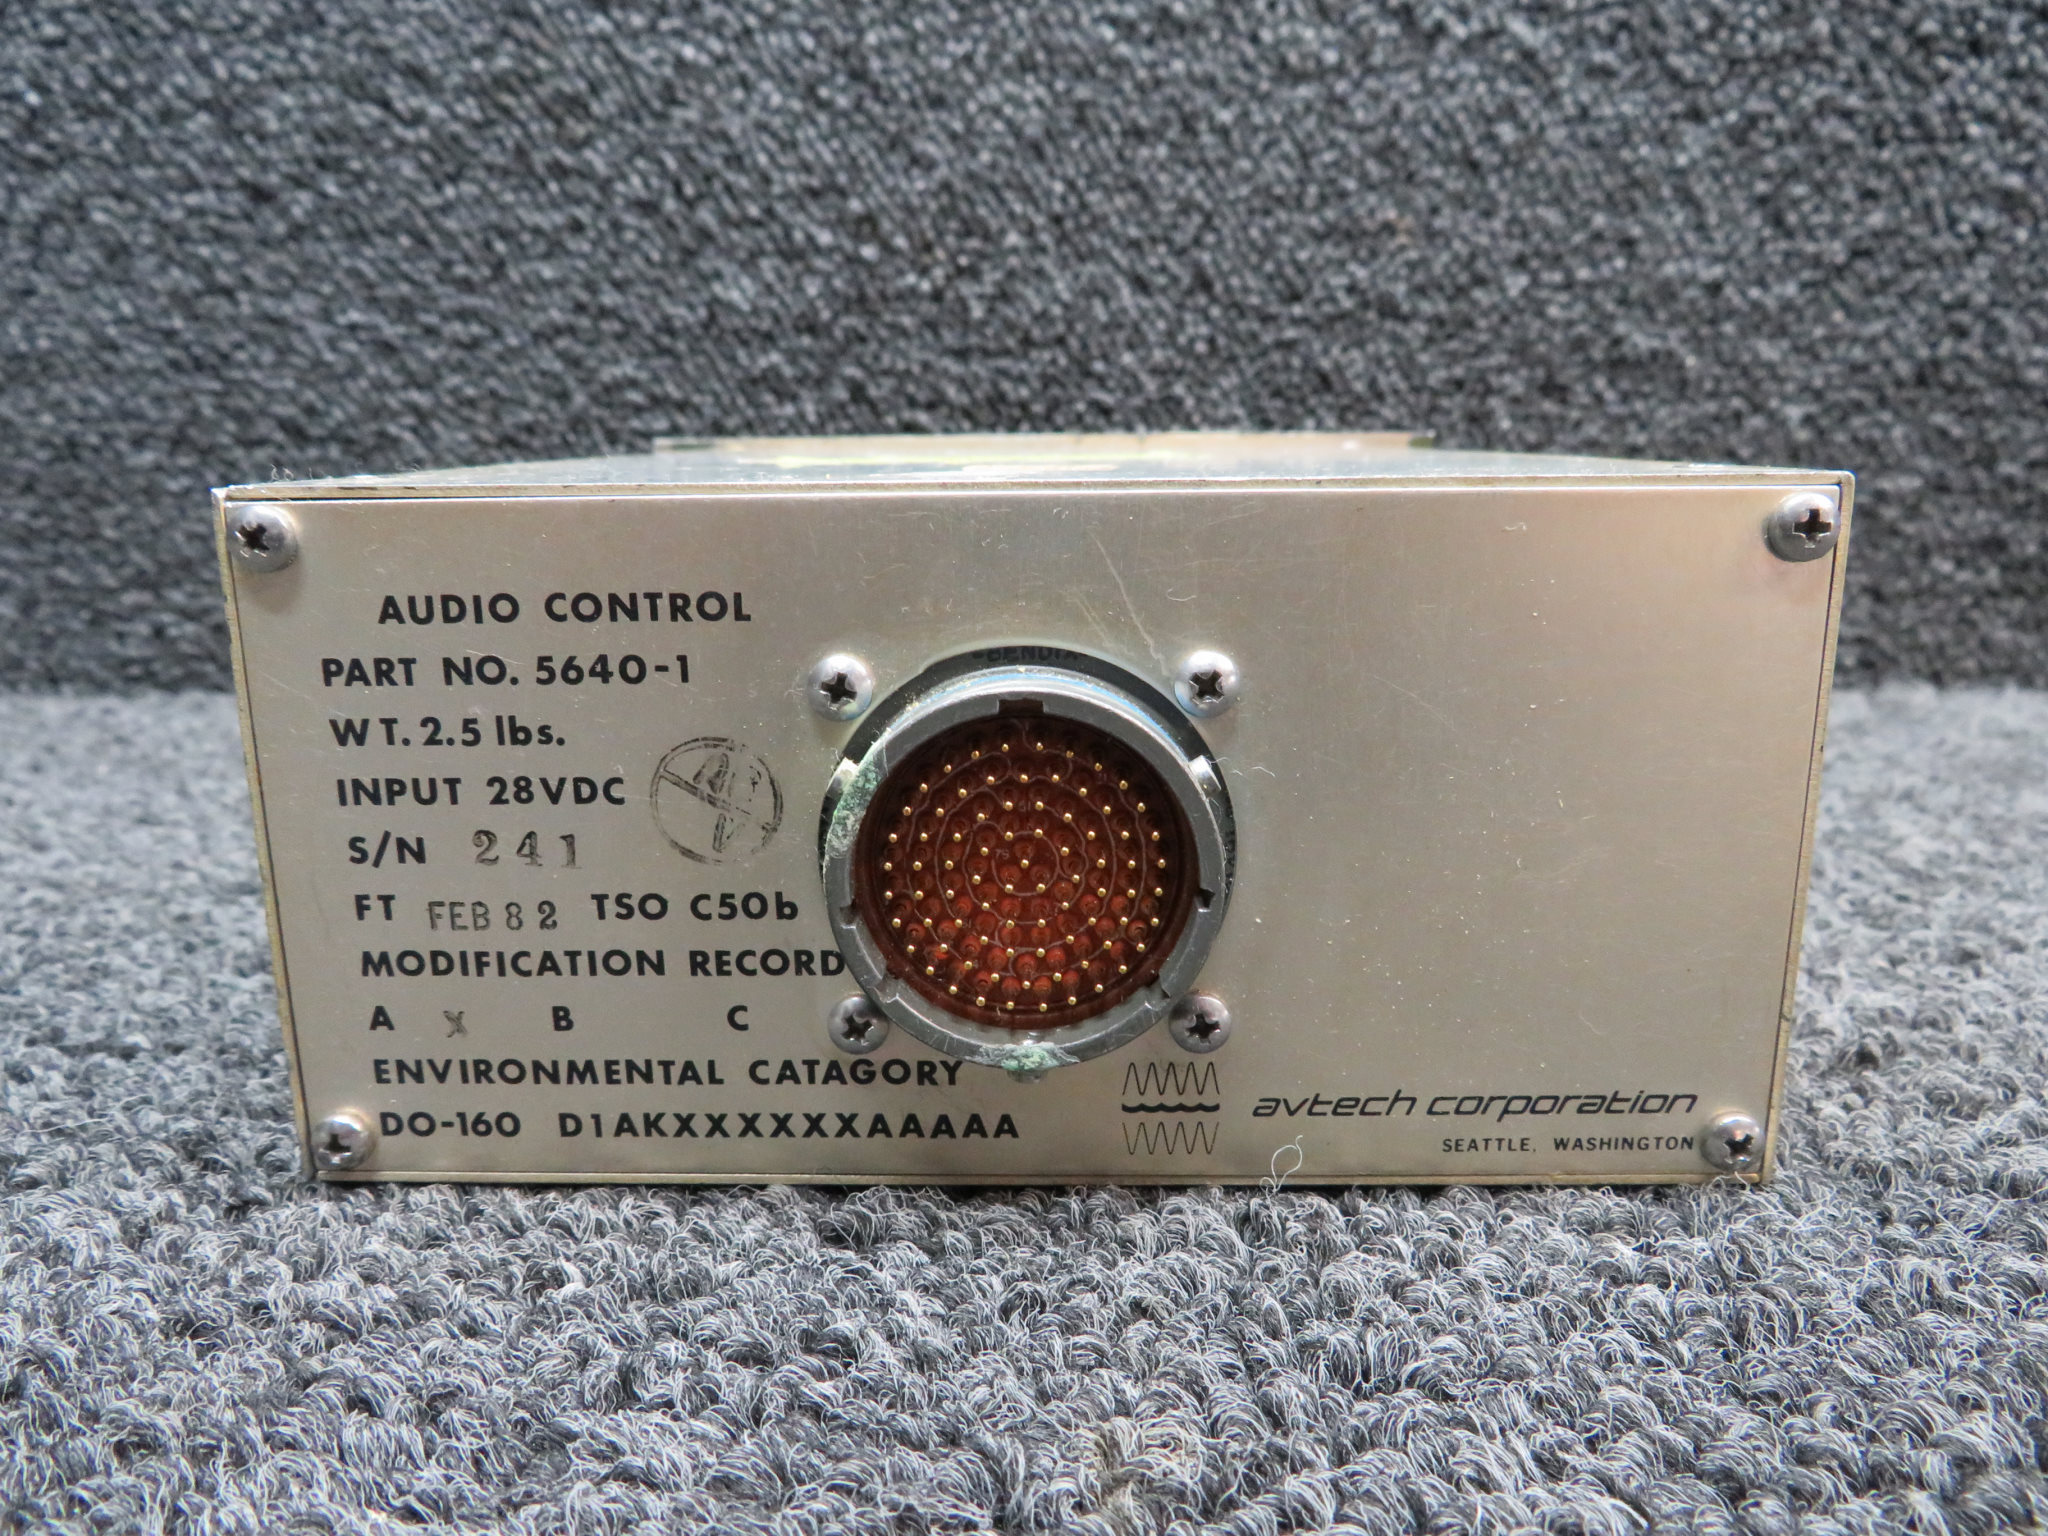 AUDIO CONTROL
PART NO. 5640-1
WT. 2.5 lbs.
INPUT 28VDC
S/N 241
FT FEB 82 TSO C50b
MODIFICATION RECORD
A X B C
ENVIRONMENTAL CATAGORY
DO-160 D1AKXXXXXXXAAAAA
BENDIX
avtech corporation
SEATTLE, WASHINGTON